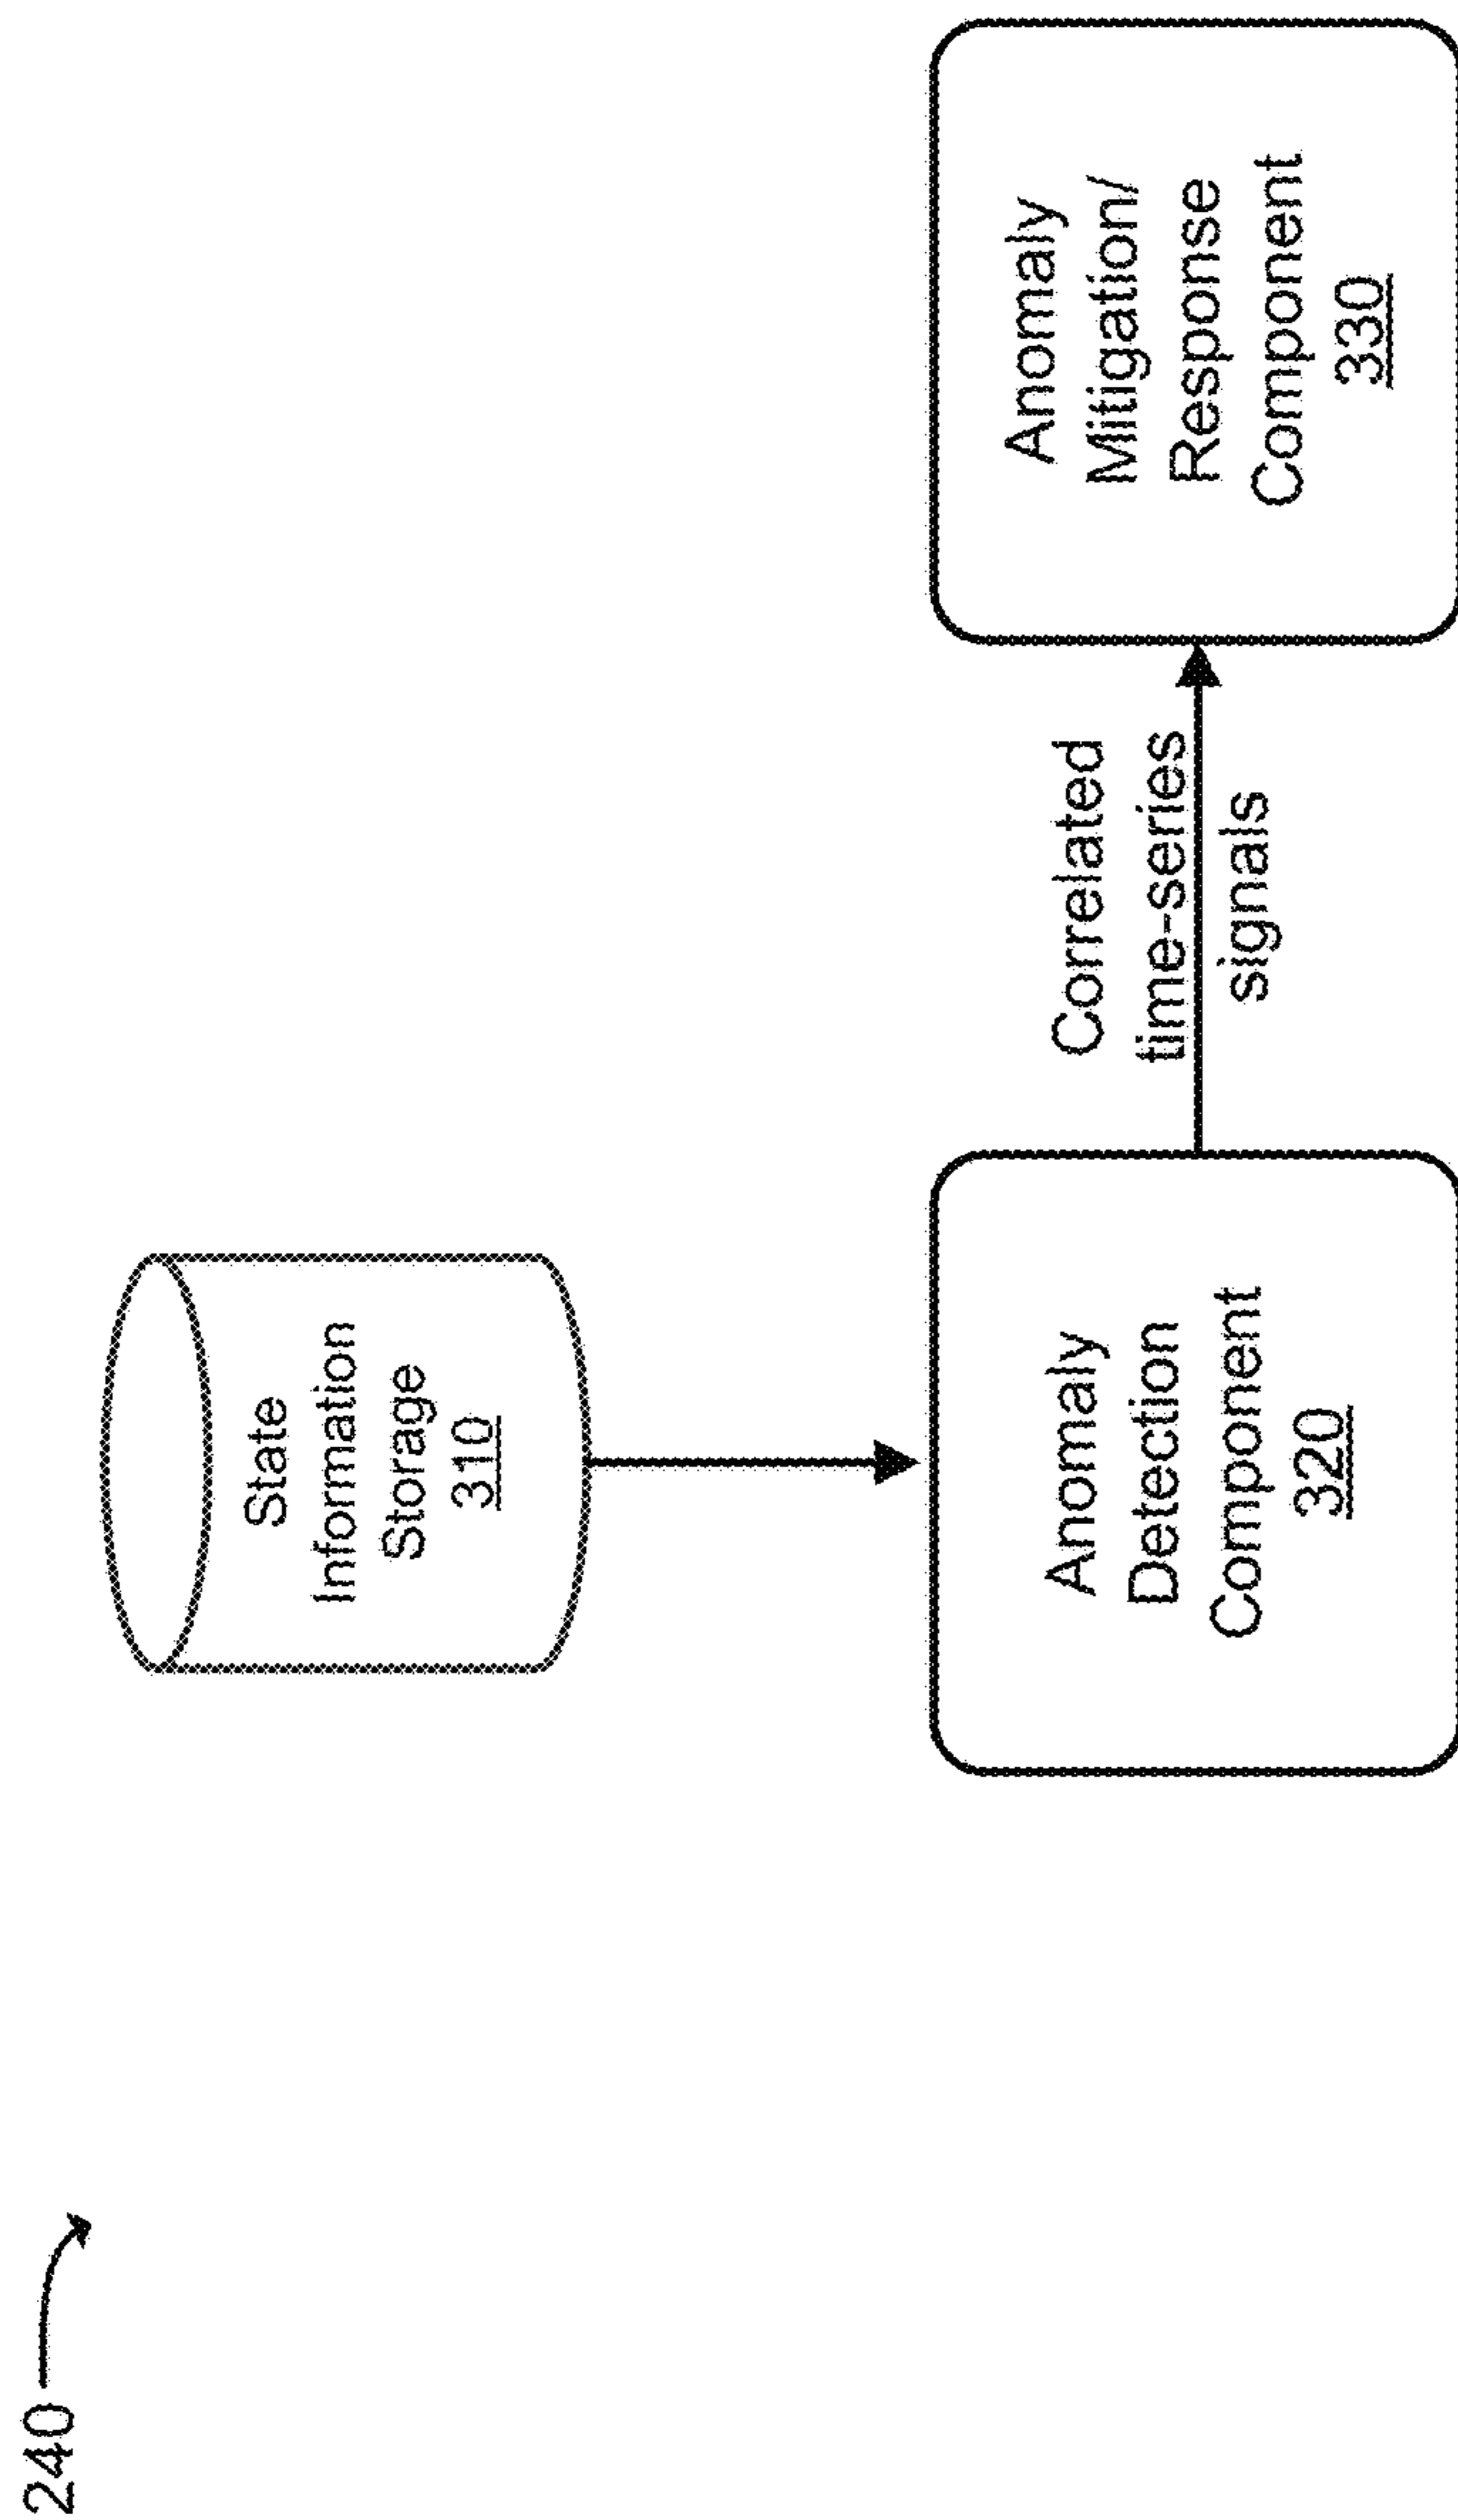 240
State
Information
Storage
310
Anomaly
Detection
Component
320
Correlated
time-series
signals
Anomaly
Mitigation/
Response
Component
330